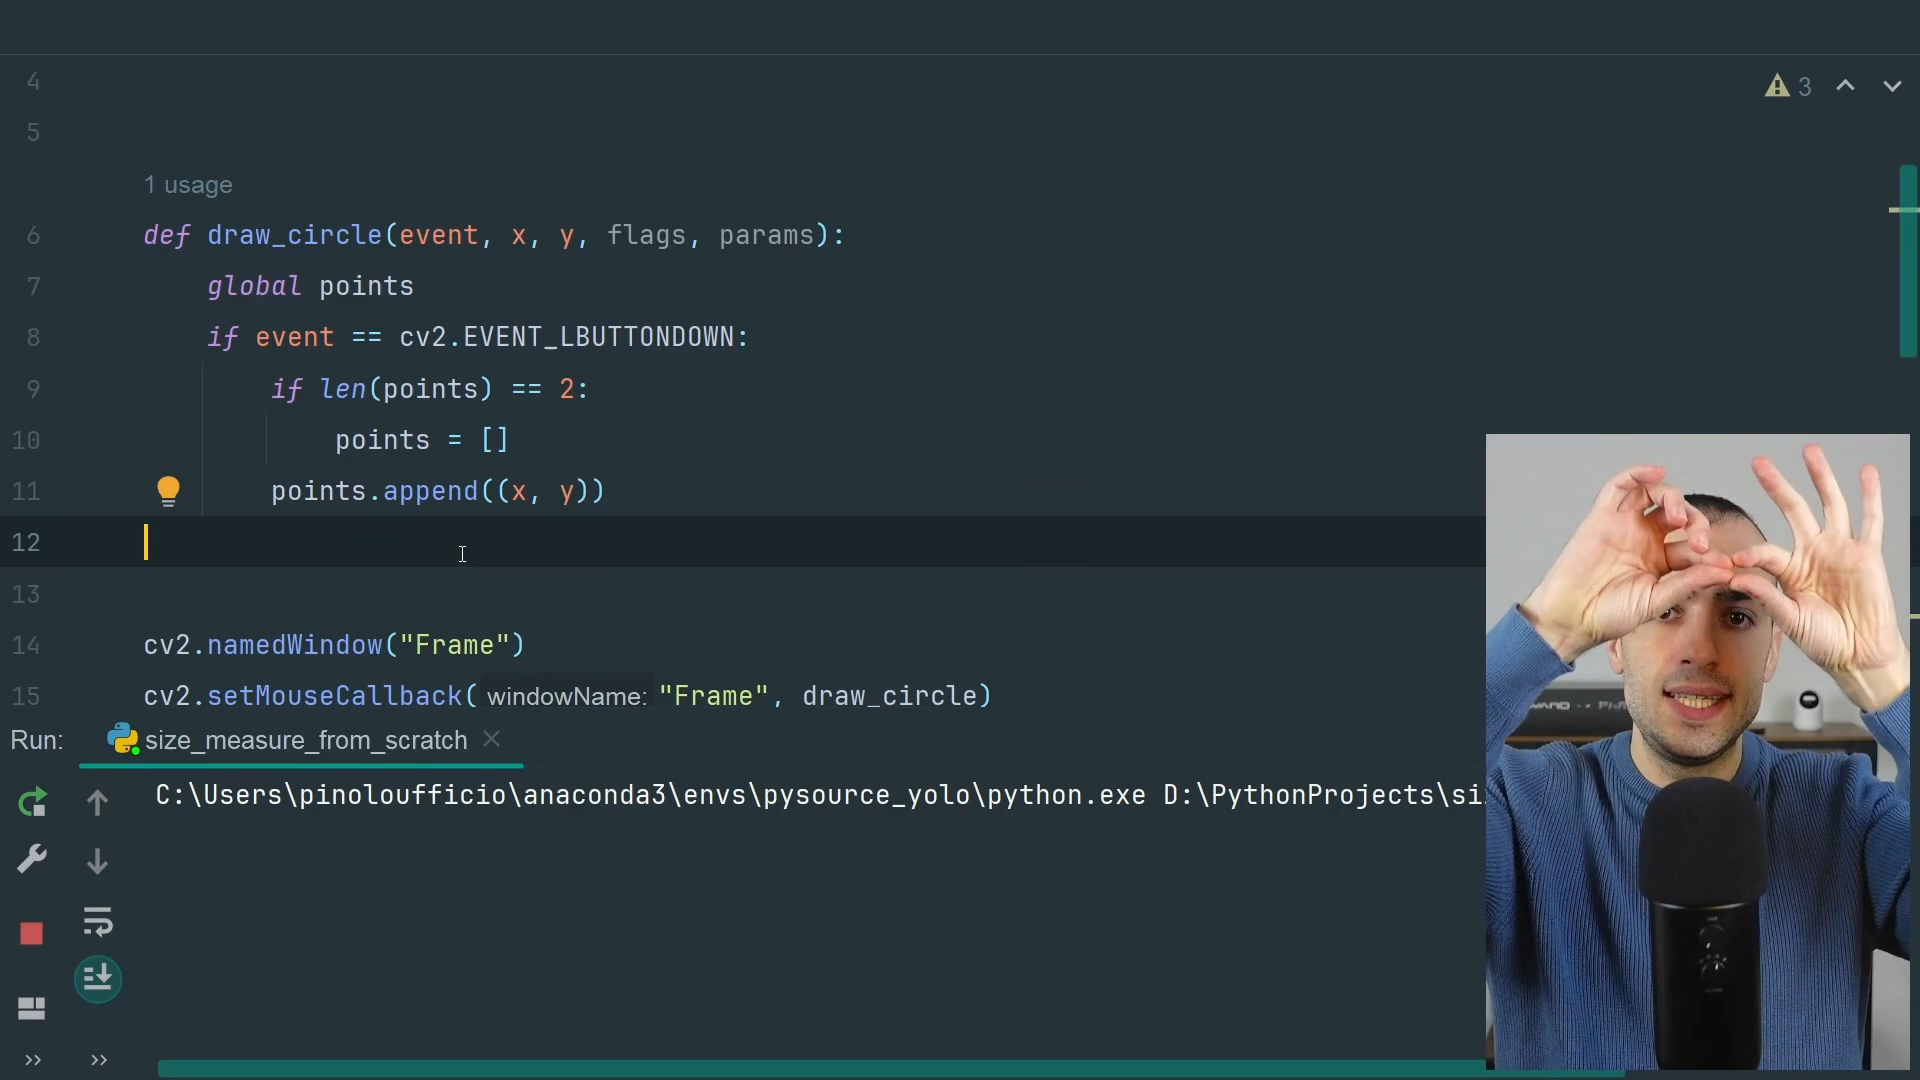 4
3
5
1 usage
6 def draw_circle(event, x, y, flags, params):
7 global points
8 if event == cv2.EVENT_LBUTTONDOWN:
9 if len(points) == 2:
10 points = []
11 points.append((x, y))
12
13
14 cv2.namedWindow("Frame")
15 cv2.setMouseCallback( windowName: "Frame", draw_circle)
Run: size_measure_from_scratch
C:\Users\pinoloufficio\anaconda3\envs\pysource_yolo\python.exe D:\PythonProjects\si